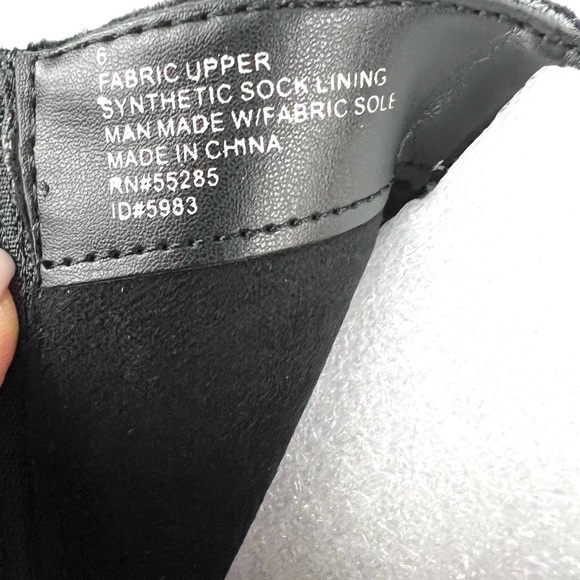 6
FABRIC UPPER
SYNTHETIC SOCK LINING
MAN MADE W/FABRIC SOLE
MADE IN CHINA
RN#55285
ID#5983